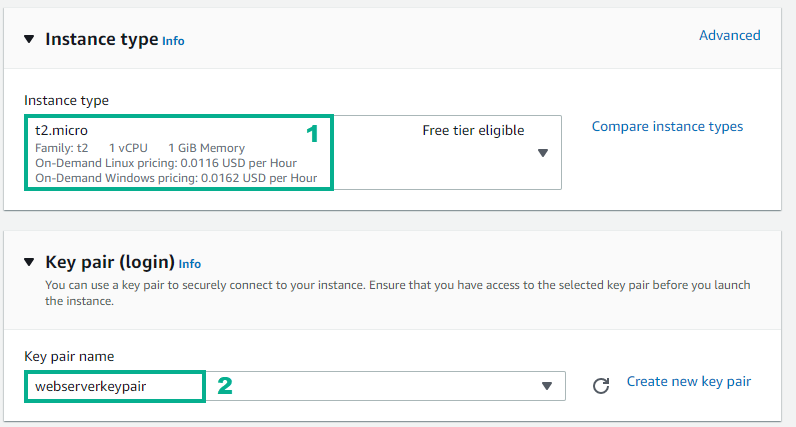 Instance type Info
Advanced
Instance type
t2.micro
1
Free tier eligible
Compare instance types
Family: t2 1 vCPU 1 GiB Memory
On-Demand Linux pricing: 0.0116 USD per Hour
On-Demand Windows pricing: 0.0162 USD per Hour
Key pair (login) Info
You can use a key pair to securely connect to your instance. Ensure that you have access to the selected key pair before you launch
the instance.
Key pair name
webserverkeypair
2
Create new key pair